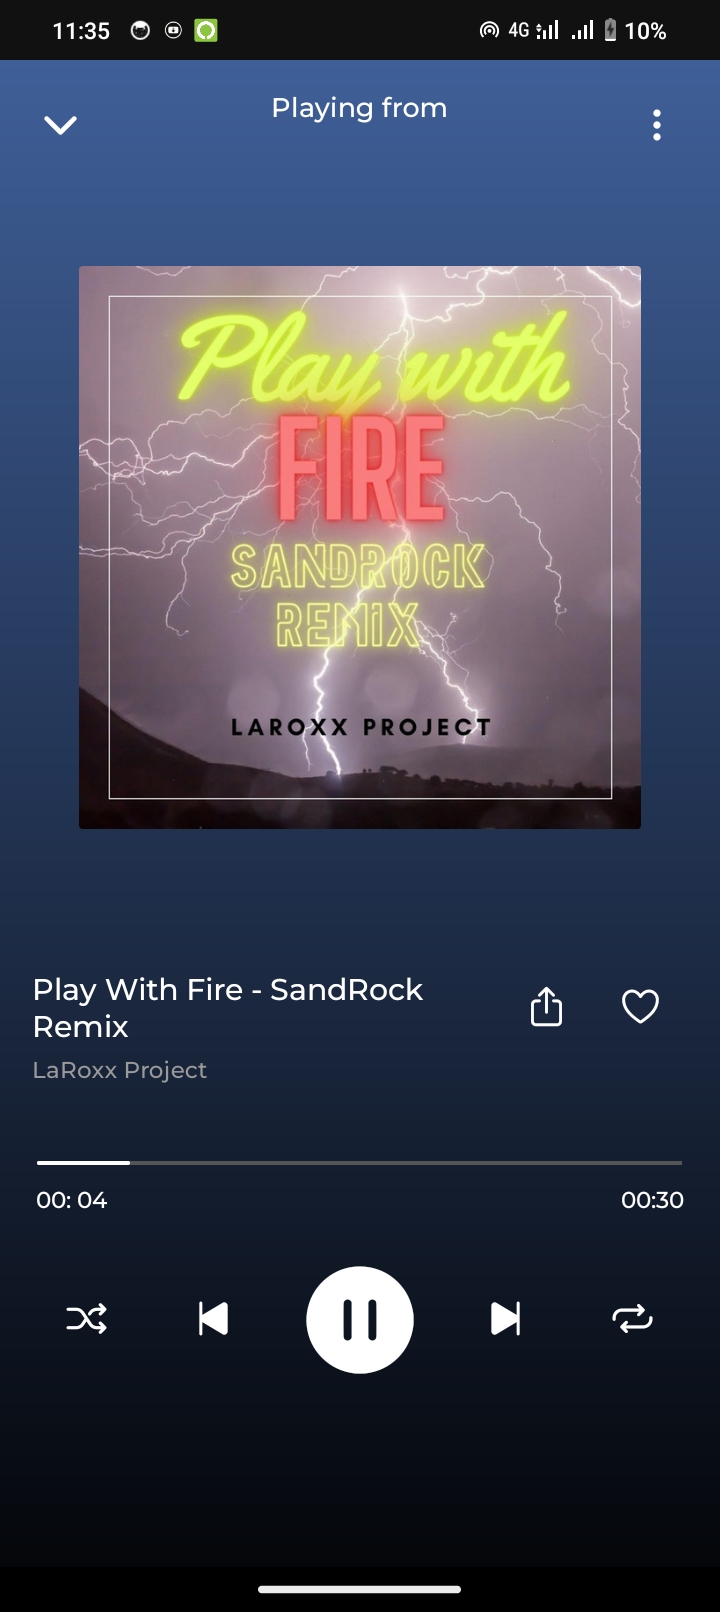 11:35
4G
10%
Playing from
Play with
FIRE
SANDROCK
REMiX
LAROXX PROJECT
Play With Fire - SandRock
Remix
LaRoxx Project
00: 04
00:30